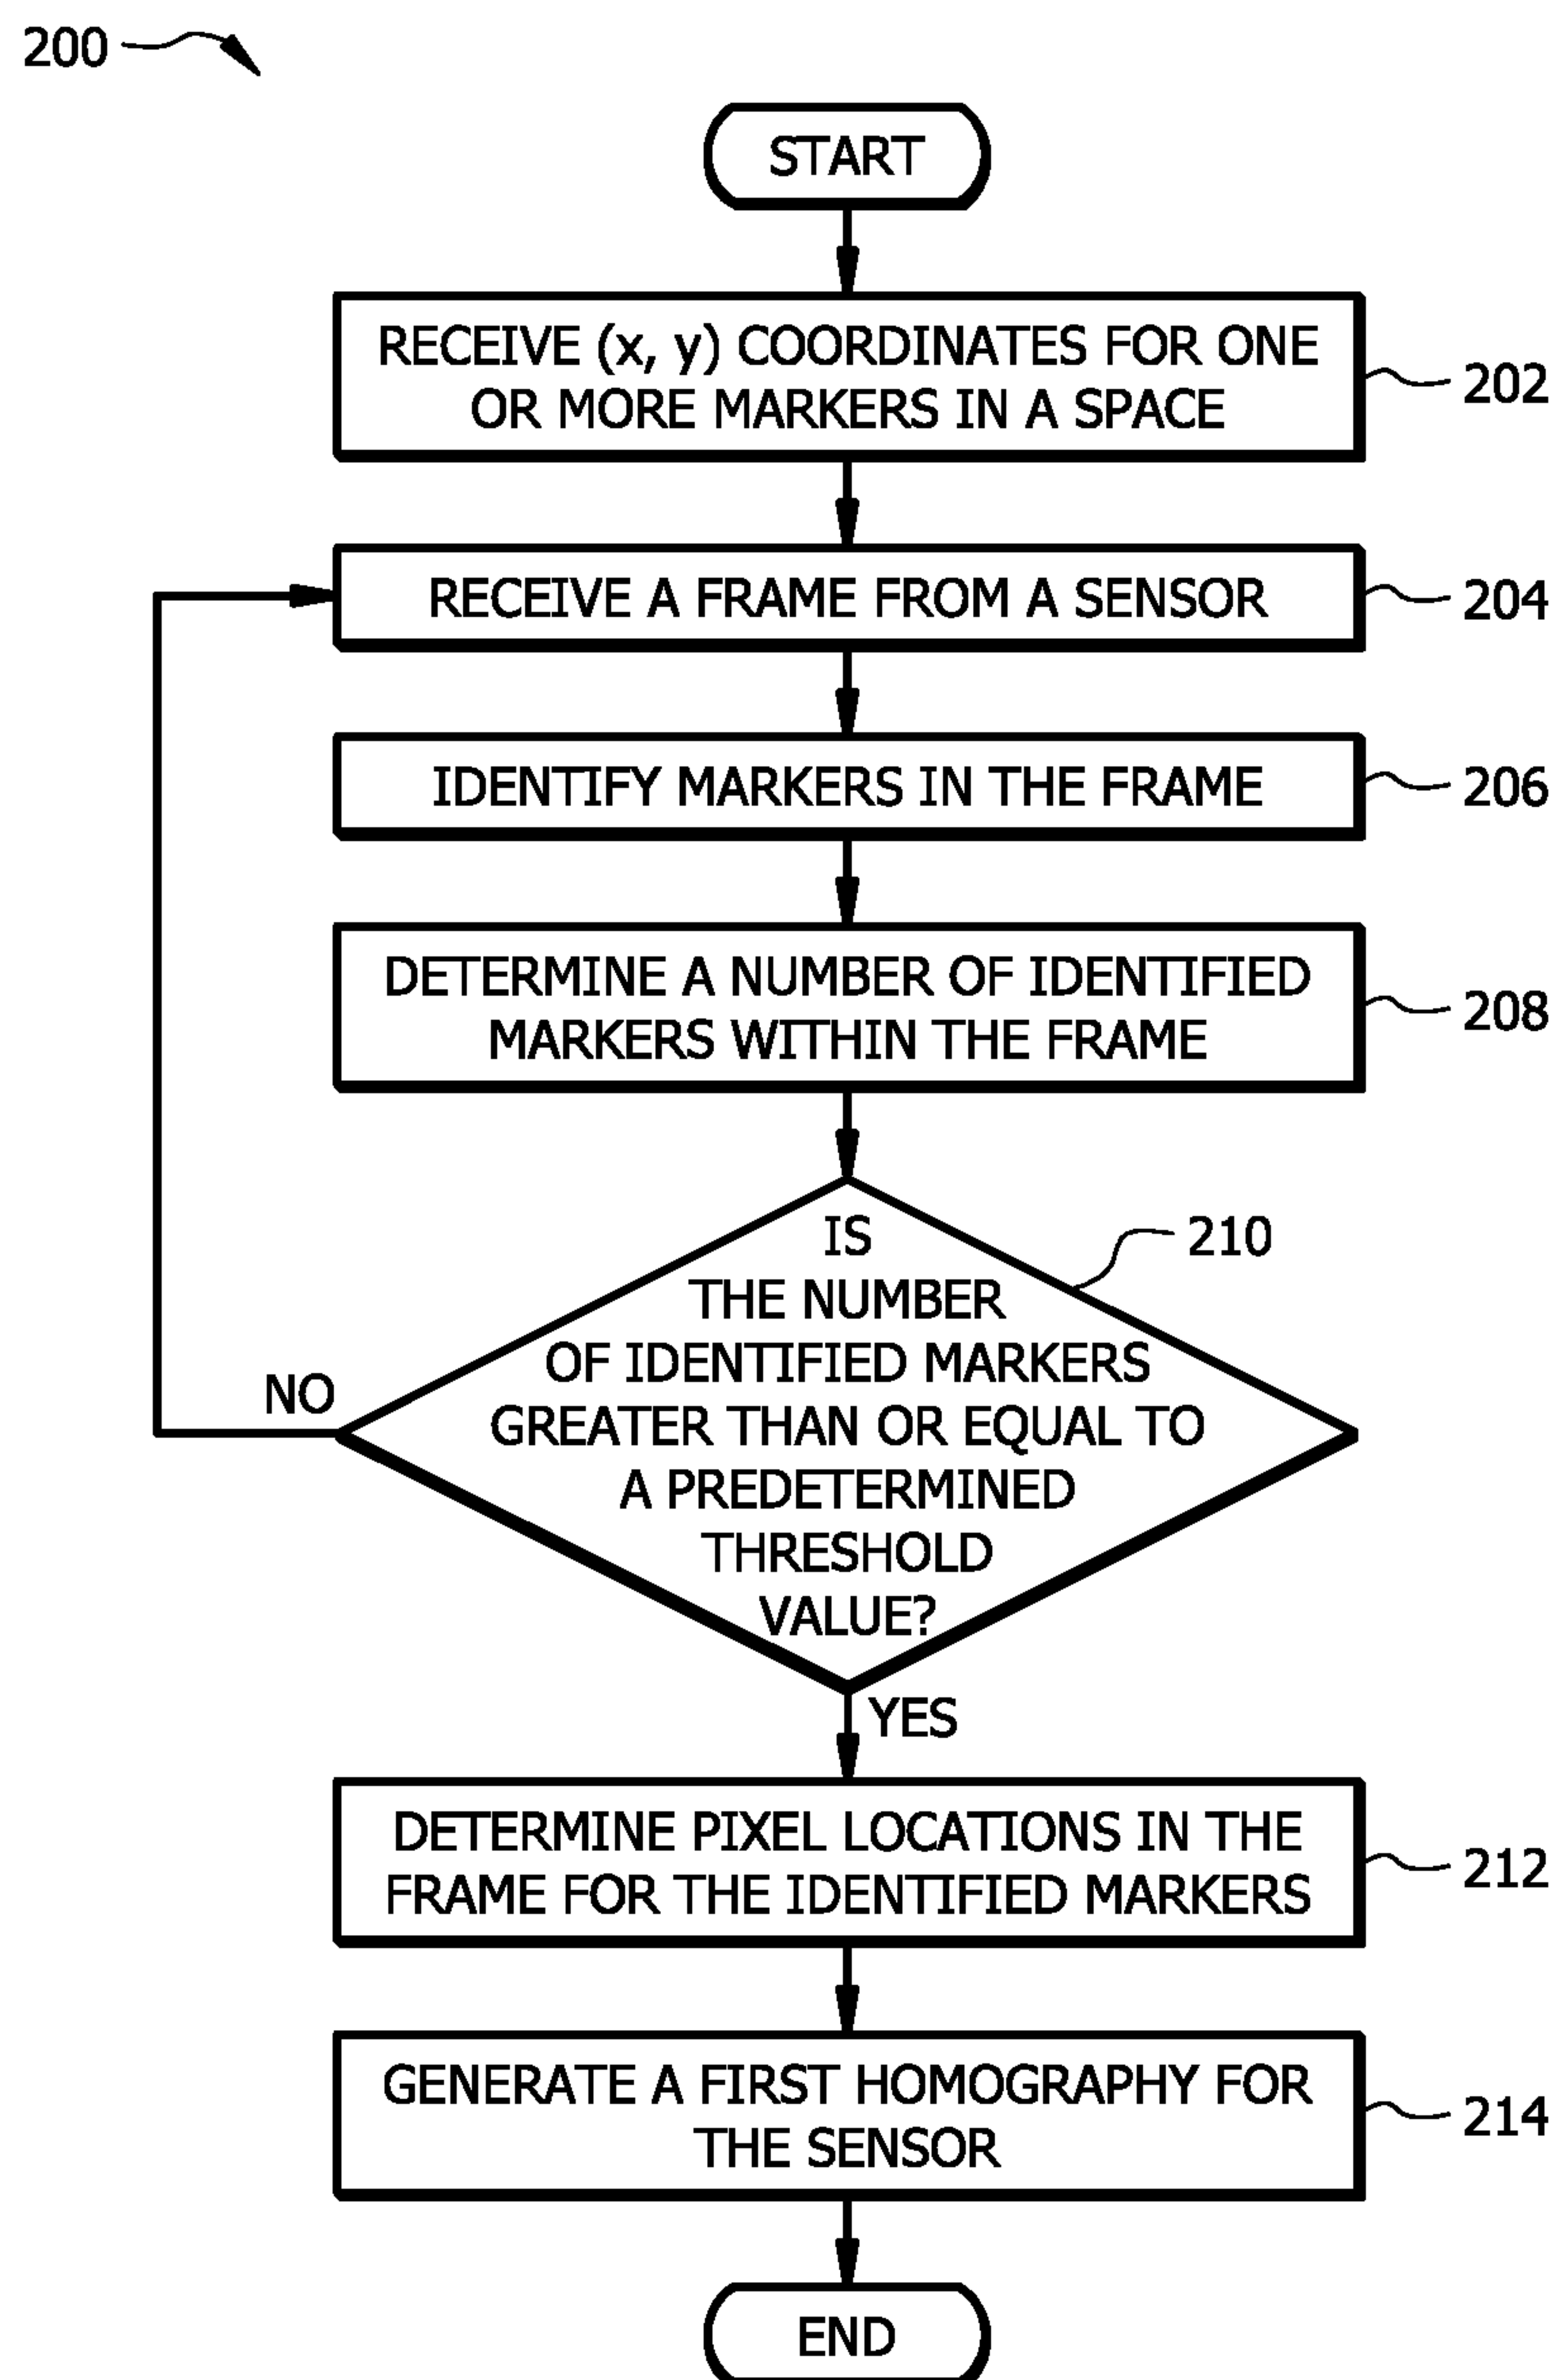 200
START
RECEIVE (x, y) COORDINATES FOR ONE
OR MORE MARKERS IN A SPACE
202
RECEIVE A FRAME FROM A SENSOR
204
IDENTIFY MARKERS IN THE FRAME
206
DETERMINE A NUMBER OF IDENTIFIED
MARKERS WITHIN THE FRAME
208
IS
THE NUMBER
OF IDENTIFIED MARKERS
GREATER THAN OR EQUAL TO
A PREDETERMINED
THRESHOLD
VALUE?
210
NO
YES
DETERMINE PIXEL LOCATIONS IN THE
FRAME FOR THE IDENTIFIED MARKERS
212
GENERATE A FIRST HOMOGRAPHY FOR
THE SENSOR
214
END